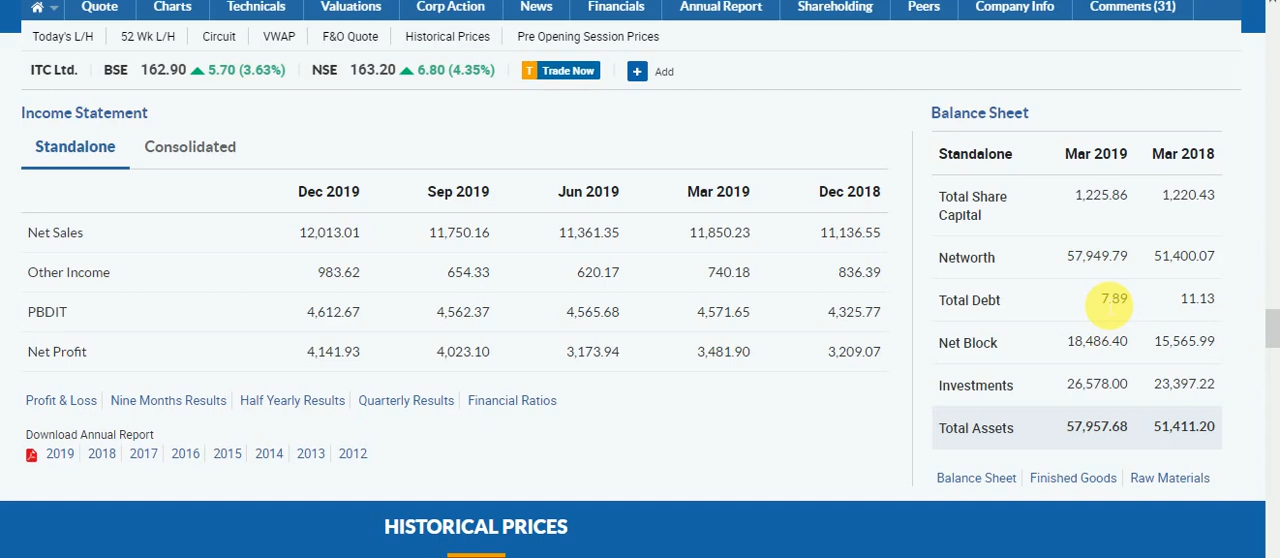 Quote Charts Technicals Valuations Corp Action News Financials Annual Report Shareholding Peers Company Info Comments (31)
Today's L/H 52 Wk L/H Circuit VWAP F&O Quote Historical Prices Pre Opening Session Prices
ITC Ltd. BSE 162.90 5.70 (3.63%) NSE 163.20 6.80 (4.35%) T Trade Now + Add
Income Statement
Standalone Consolidated
Dec 2019 Sep 2019 Jun 2019 Mar 2019 Dec 2018
Net Sales 12,013.01 11,750.16 11,361.35 11,850.23 11,136.55
Other Income 983.62 654.33 620.17 740.18 836.39
PBDIT 4,612.67 4,562.37 4,565.68 4,571.65 4,325.77
Net Profit 4,141.93 4,023.10 3,173.94 3,481.90 3,209.07
Profit & Loss Nine Months Results Half Yearly Results Quarterly Results Financial Ratios
Download Annual Report
2019 2018 2017 2016 2015 2014 2013 2012
Balance Sheet
Standalone Mar 2019 Mar 2018
Total Share Capital 1,225.86 1,220.43
Networth 57,949.79 51,400.07
Total Debt 7.89 11.13
Net Block 18,486.40 15,565.99
Investments 26,578.00 23,397.22
Total Assets 57,957.68 51,411.20
Balance Sheet Finished Goods Raw Materials
HISTORICAL PRICES